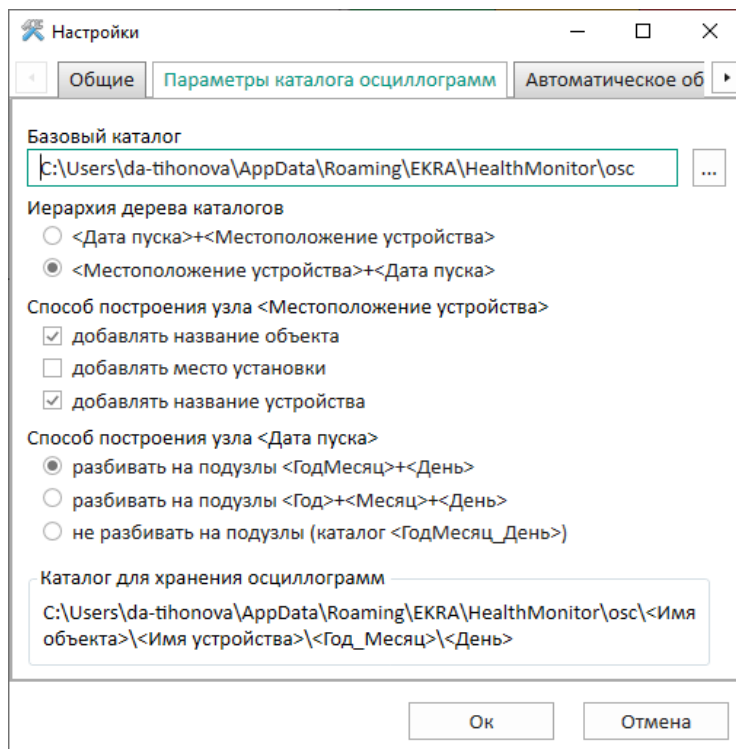 Настройки
Общие
Параметры каталога осциллограмм
Автоматическое об
Базовый каталог
C:\Users\da-tihonova\AppData\Roaming\EKRA\HealthMonitor\osc
...
Иерархия дерева каталогов
<Дата пуска>+<Местоположение устройства>
<Местоположение устройства>+<Дата пуска>
Способ построения узла <Местоположение устройства>
добавлять название объекта
добавлять место установки
добавлять название устройства
Способ построения узла <Дата пуска>
разбивать на подузлы <ГодМесяц>+<День>
разбивать на подузлы <Год>+<Месяц>+<День>
не разбивать на подузлы (каталог <ГодМесяц_День>)
Каталог для хранения осциллограмм
C:\Users\da-tihonova\AppData\Roaming\EKRA\HealthMonitor\osc\<Имя
объекта>\<Имя устройства>\<Год_Месяц>\<День>
Ок
Отмена